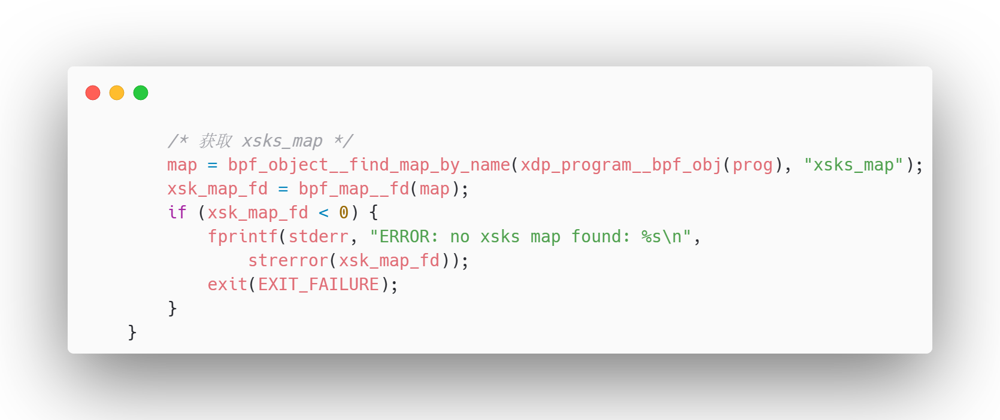 /* 获取 xsks_map */
map = bpf_object__find_map_by_name(xdp_program__bpf_obj(prog), "xsks_map");
xsk_map_fd = bpf_map__fd(map);
if (xsk_map_fd < 0) {
fprintf(stderr, "ERROR: no xsks map found: %s\n",
strerror(xsk_map_fd));
exit(EXIT_FAILURE);
}
}